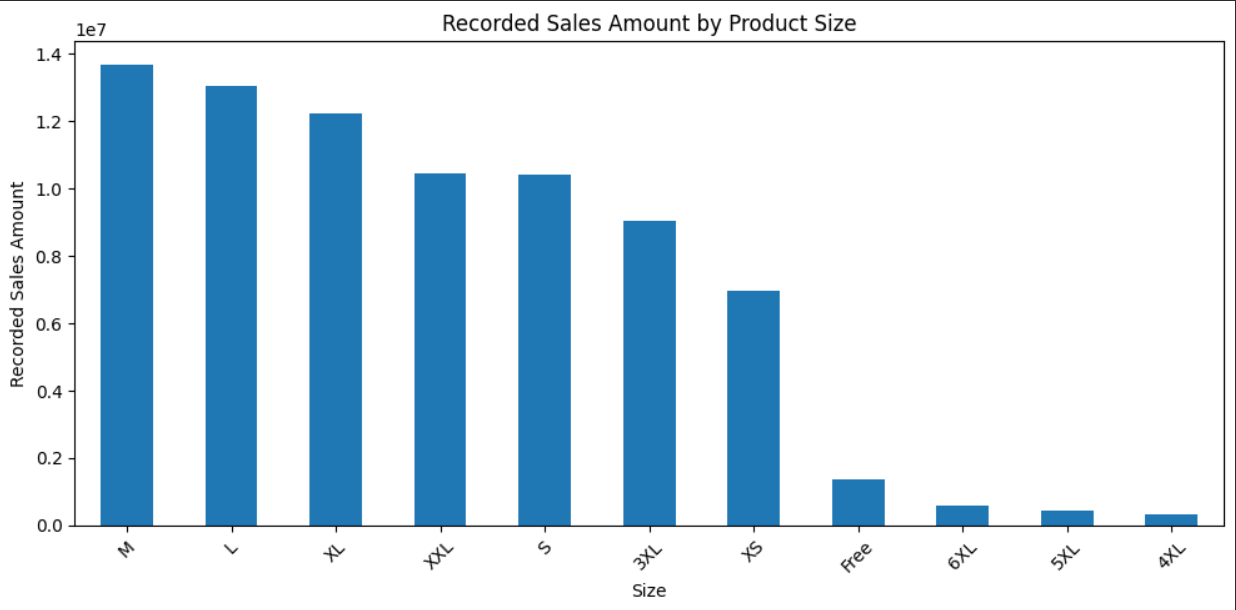 Recorded Sales Amount by Product Size
1e7
1.4
1.2
1.0
0.8
0.6
0.4
0.2
0.0
Recorded Sales Amount
M L XL XXL S 3XL XS Free 6XL 5XL 4XL
Size